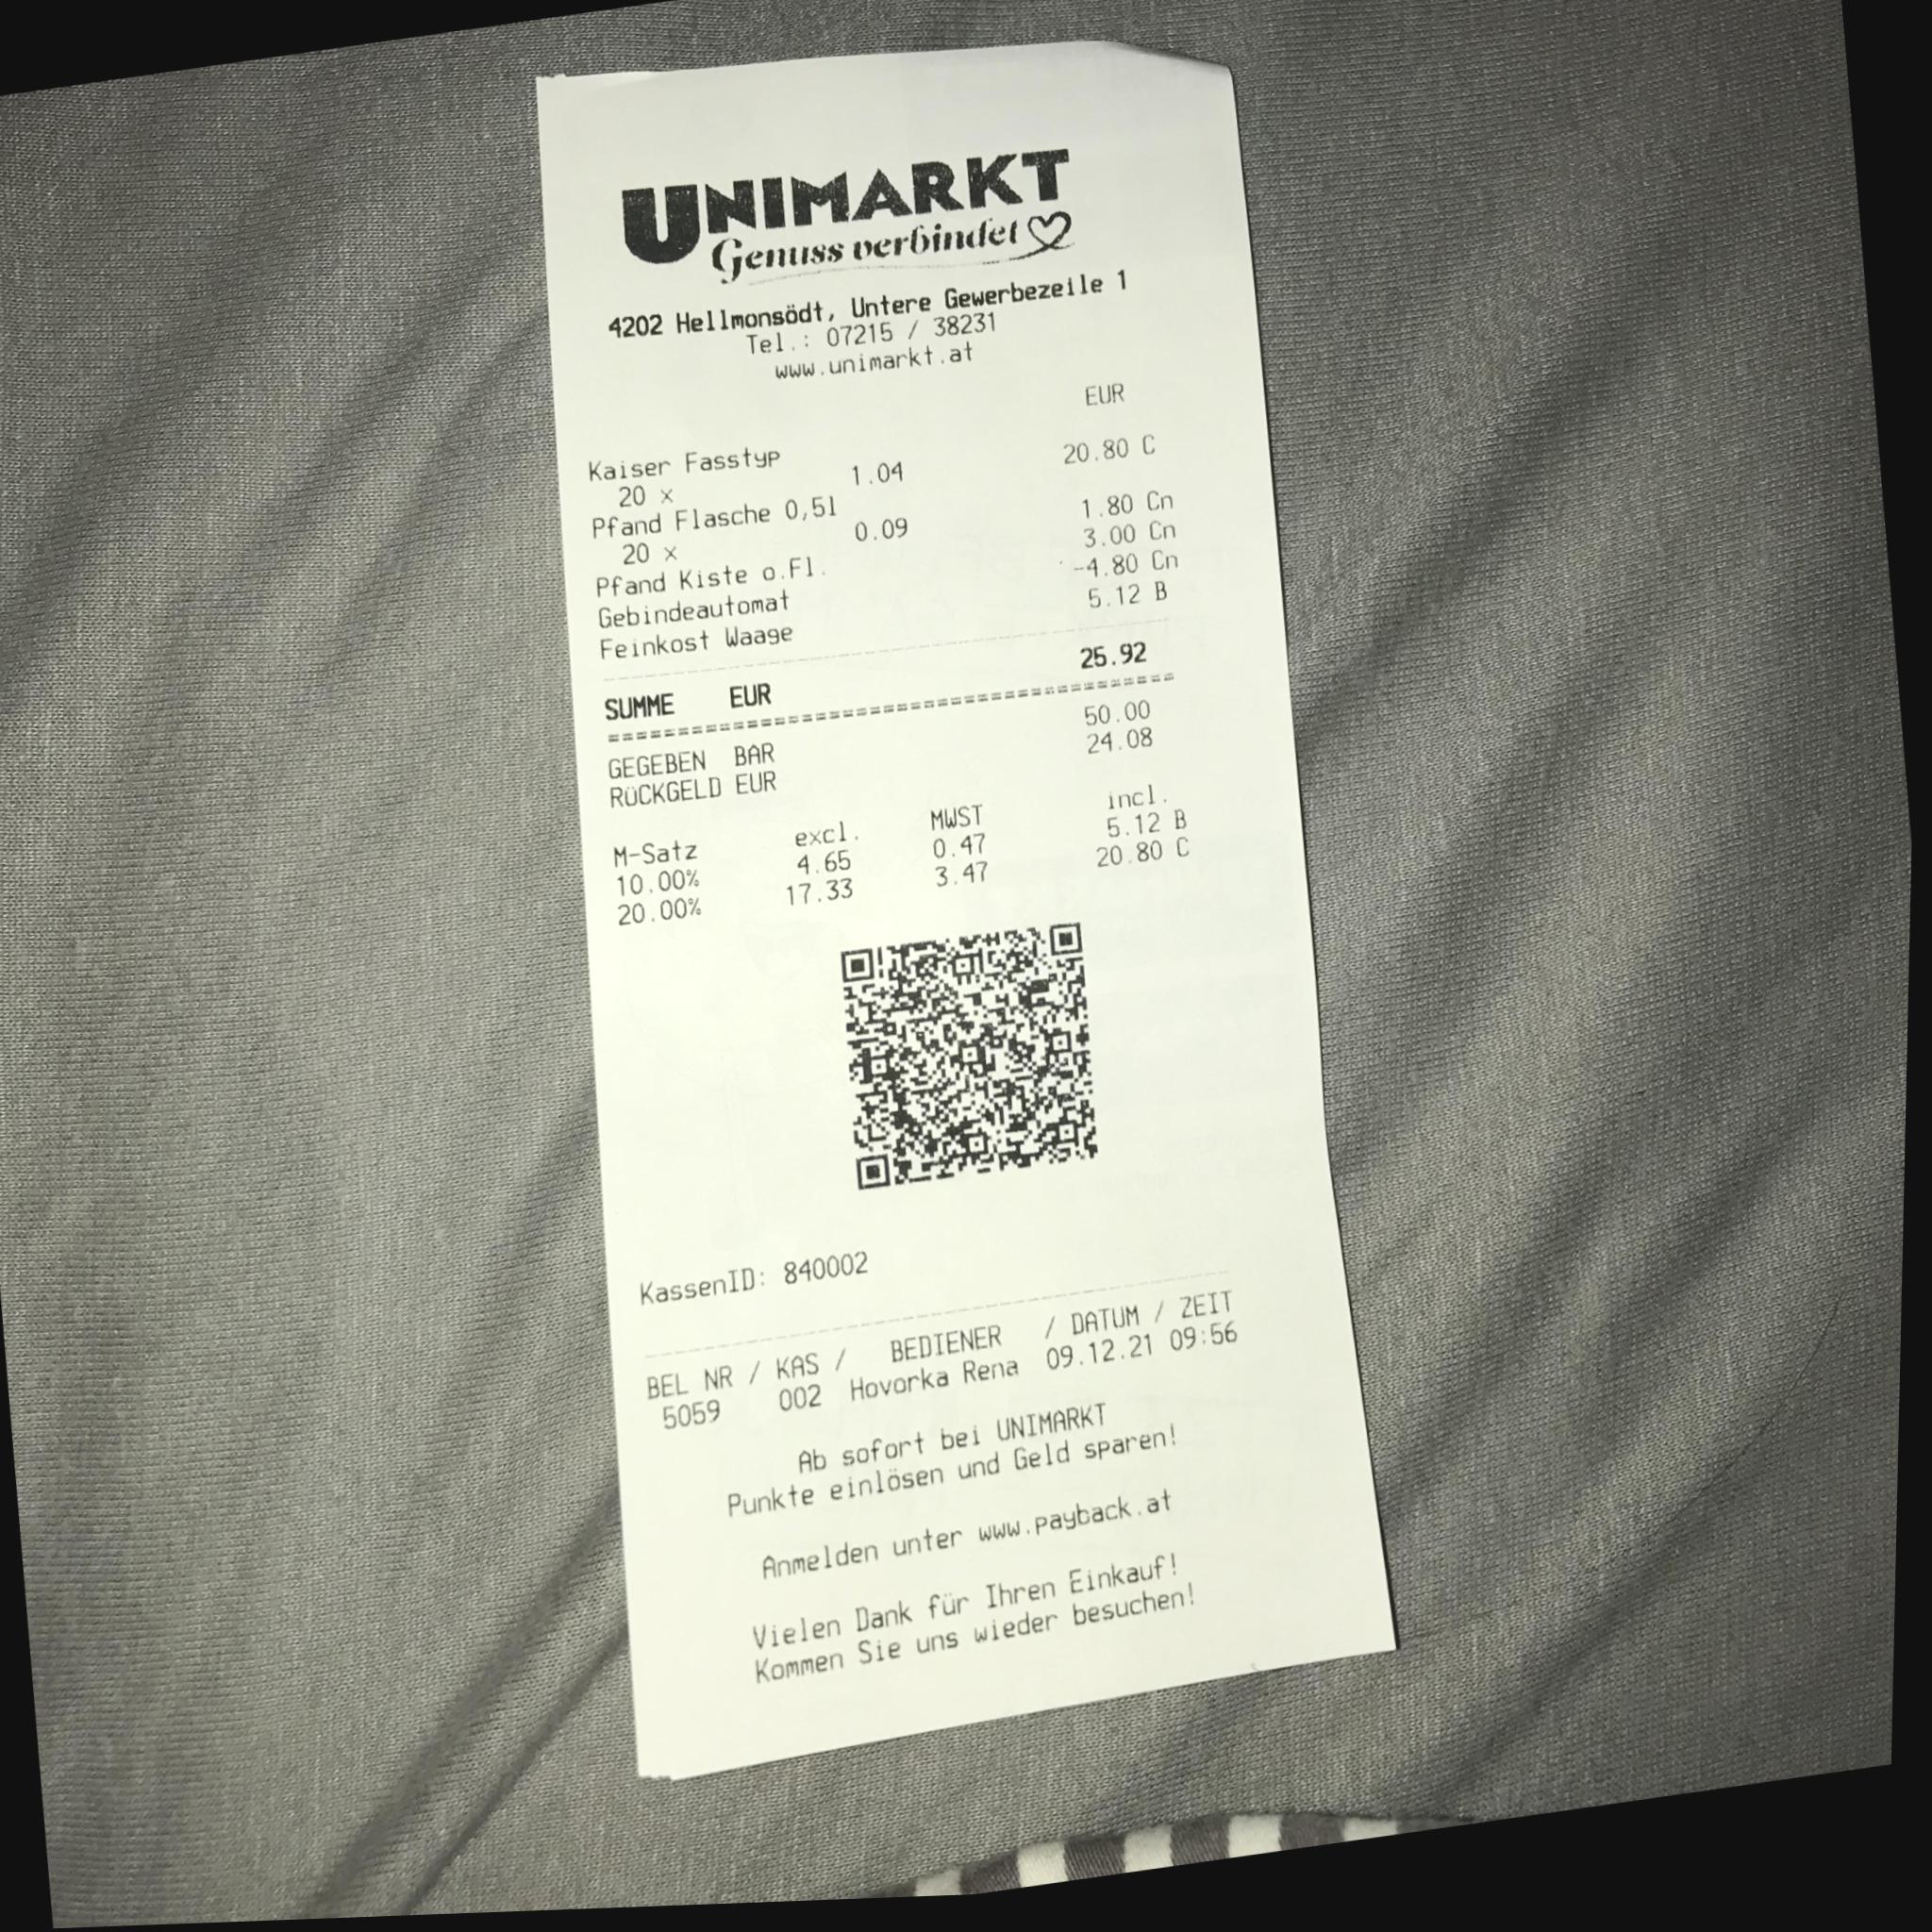 UNIMARKT
Genuss verbindet
4202 Hellmonsödt, Untere Gewerbezeile 1
Tel.: 07215 / 38231
www.unimarkt.at
EUR
Kaiser Fasstyp
20 x 1.04 20.80 C
Pfand Flasche 0,5l
20 x 0.09 1.80 Cn
Pfand Kiste o.Fl. 3.00 Cn
Gebindeautomat -4.80 Cn
Feinkost Waage 5.12 B
SUMME EUR 25.92
GEGEBEN BAR 50.00
RÜCKGELD EUR 24.08
M-Satz excl. MWST incl.
10.00% 4.65 0.47 5.12 B
20.00% 17.33 3.47 20.80 C
KassenID: 840002
BEL NR / KAS / BEDIENER / DATUM / ZEIT
5059 002 Hovorka Rena 09.12.21 09:56
Ab sofort bei UNIMARKT
Punkte einlösen und Geld sparen!
Anmelden unter www.payback.at
Vielen Dank für Ihren Einkauf!
Kommen Sie uns wieder besuchen!